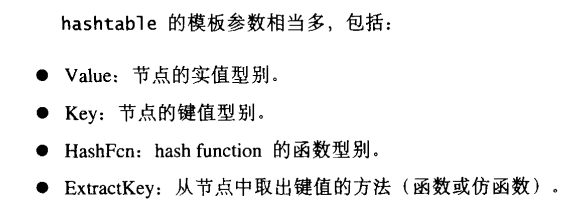 hashtable 的模板参数相当多，包括：
● Value：节点的实值型别。
● Key：节点的键值型别。
● HashFcn：hash function 的函数型别。
● ExtractKey：从节点中取出键值的方法（函数或仿函数）。